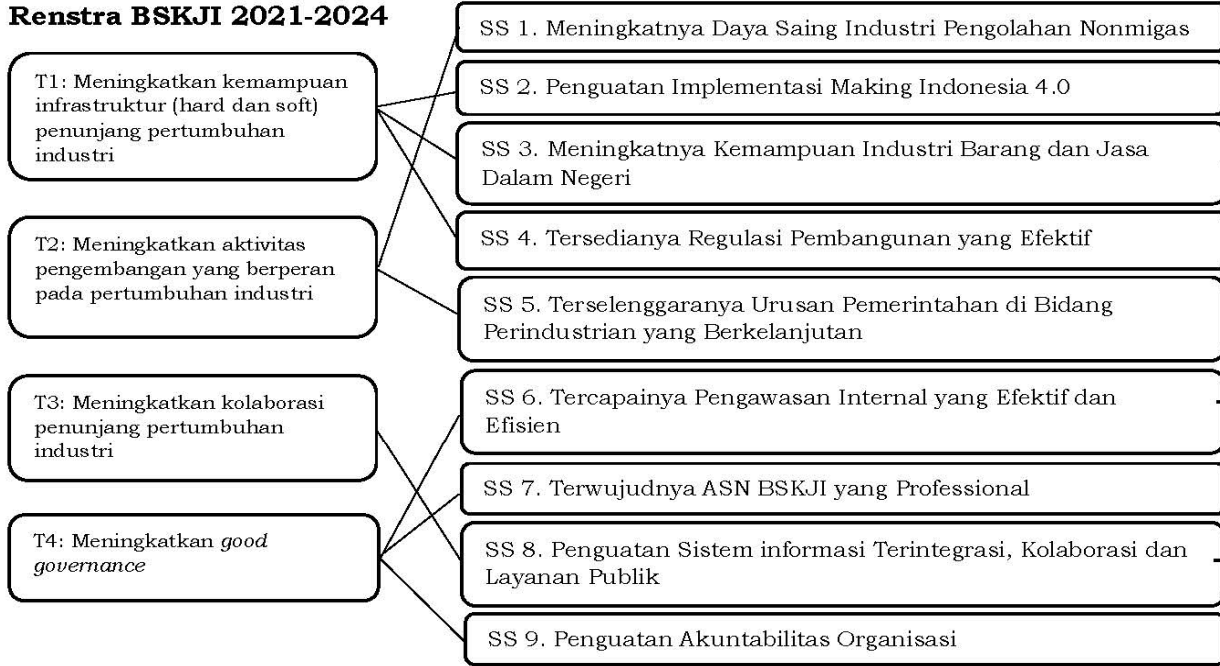 Renstra BSKJI 2021-2024
T1: Meningkatkan kemampuan
infrastruktur (hard dan soft)
penunjang pertumbuhan
industri
T2: Meningkatkan aktivitas
pengembangan yang berperan
pada pertumbuhan industri
T3: Meningkatkan kolaborasi
penunjang pertumbuhan
industri
T4: Meningkatkan good
governance
SS 1. Meningkatnya Daya Saing Industri Pengolahan Nonmigas
SS 2. Penguatan Implementasi Making Indonesia 4.0
SS 3. Meningkatnya Kemampuan Industri Barang dan Jasa
Dalam Negeri
SS 4. Tersedianya Regulasi Pembangunan yang Efektif
SS 5. Terselenggaranya Urusan Pemerintahan di Bidang
Perindustrian yang Berkelanjutan
SS 6. Tercapainya Pengawasan Internal yang Efektif dan
Efisien
SS 7. Terwujudnya ASN BSKJI yang Professional
SS 8. Penguatan Sistem informasi Terintegrasi, Kolaborasi dan
Layanan Publik
SS 9. Penguatan Akuntabilitas Organisasi